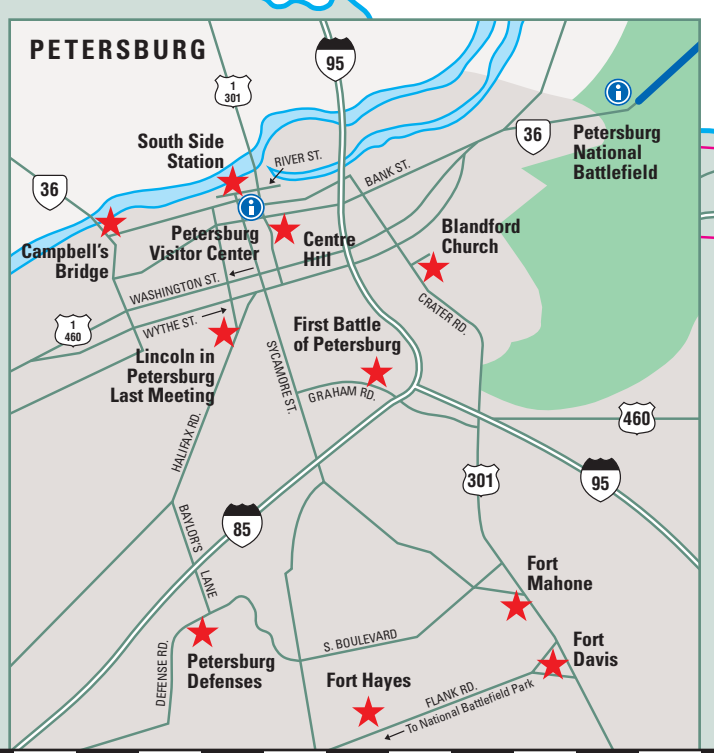 PETERSBURG
95
1
301
South Side
Station
RIVER ST.
BANK ST.
36
i
Petersburg
National
Battlefield
36
i
Campbell's
Bridge
Petersburg
Visitor Center
Centre
Hill
Blandford
Church
WASHINGTON ST.
WYTHE ST.
1
460
CRATER RD.
First Battle
of Petersburg
Lincoln in
Petersburg
Last Meeting
SYCAMORE ST.
GRAHAM RD.
460
HALIFAX RD.
301
95
85
BAYLOR'S
LANE
Fort
Mahone
S. BOULEVARD
Fort
Davis
DEFENSE RD.
Petersburg
Defenses
Fort Hayes
FLANK RD.
To National Battlefield Park